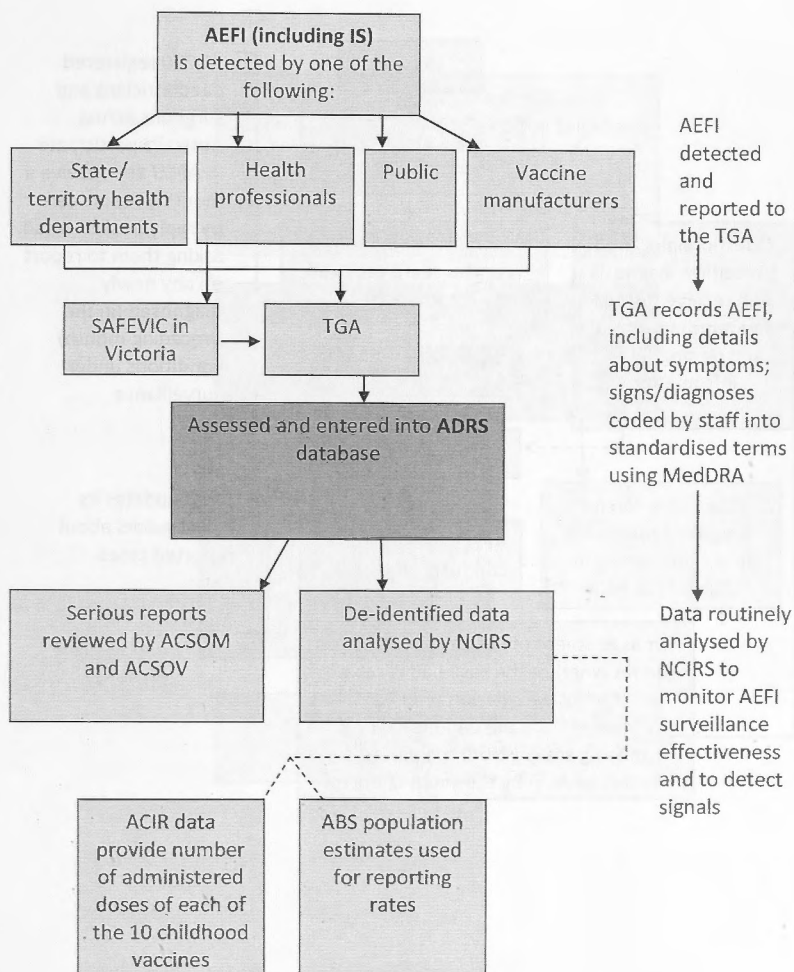 AEFI (including IS)
Is detected by one of the
following:
State/
territory health
departments
Health
professionals
Public
Vaccine
manufacturers
AEFI
detected
and
reported to
the TGA
SAFEVIC in
Victoria
TGA
TGA records AEFI,
including details
about symptoms;
signs/diagnoses
coded by staff into
standardised terms
using MedDRA
Assessed and entered into ADRS
database
Serious reports
reviewed by ACSOM
and ACSOV
De-identified data
analysed by NCIRS
Data routinely
analysed by
NCIRS to
monitor AEFI
surveillance
effectiveness
and to detect
signals
ACIR data
provide number
of administered
doses of each of
the 10 childhood
vaccines
ABS population
estimates used
for reporting
rates